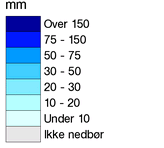 mm
Over 150
75 - 150
50 - 75
30 - 50
20 - 30
10 - 20
Under 10
Ikke nedbør